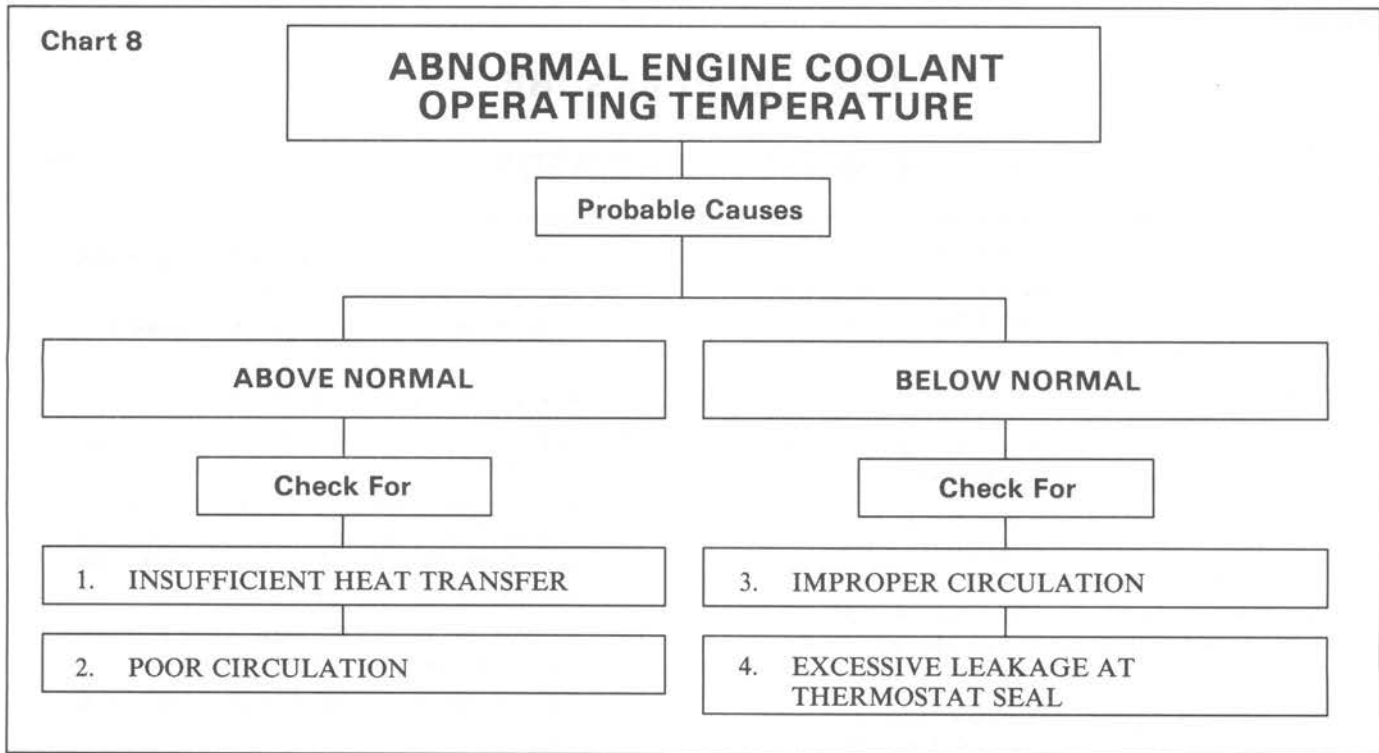 Chart 8
ABNORMAL ENGINE COOLANT
OPERATING TEMPERATURE
Probable Causes
ABOVE NORMAL
Check For
1. INSUFFICIENT HEAT TRANSFER
2. POOR CIRCULATION
BELOW NORMAL
Check For
3. IMPROPER CIRCULATION
4. EXCESSIVE LEAKAGE AT
THERMOSTAT SEAL